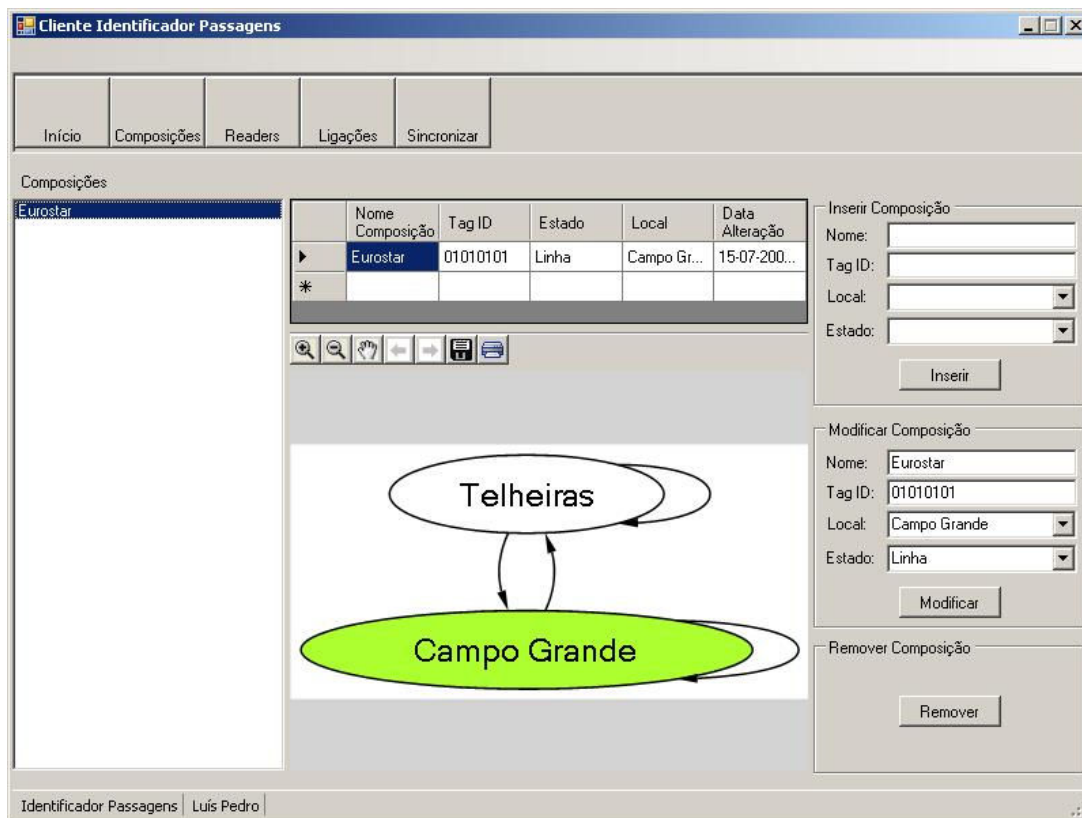 Cliente Identificador Passagens
Início Composições Readers Ligações Sincronizar
Composições
Eurostar
Nome Composição Tag ID Estado Local Data Alteração
Eurostar 01010101 Linha Campo Gr... 15-07-200...
Telheiras
Campo Grande
Inserir Composição
Nome:
Tag ID:
Local:
Estado:
Inserir
Modificar Composição
Nome: Eurostar
Tag ID: 01010101
Local: Campo Grande
Estado: Linha
Modificar
Remover Composição
Remover
Identificador Passagens Luís Pedro